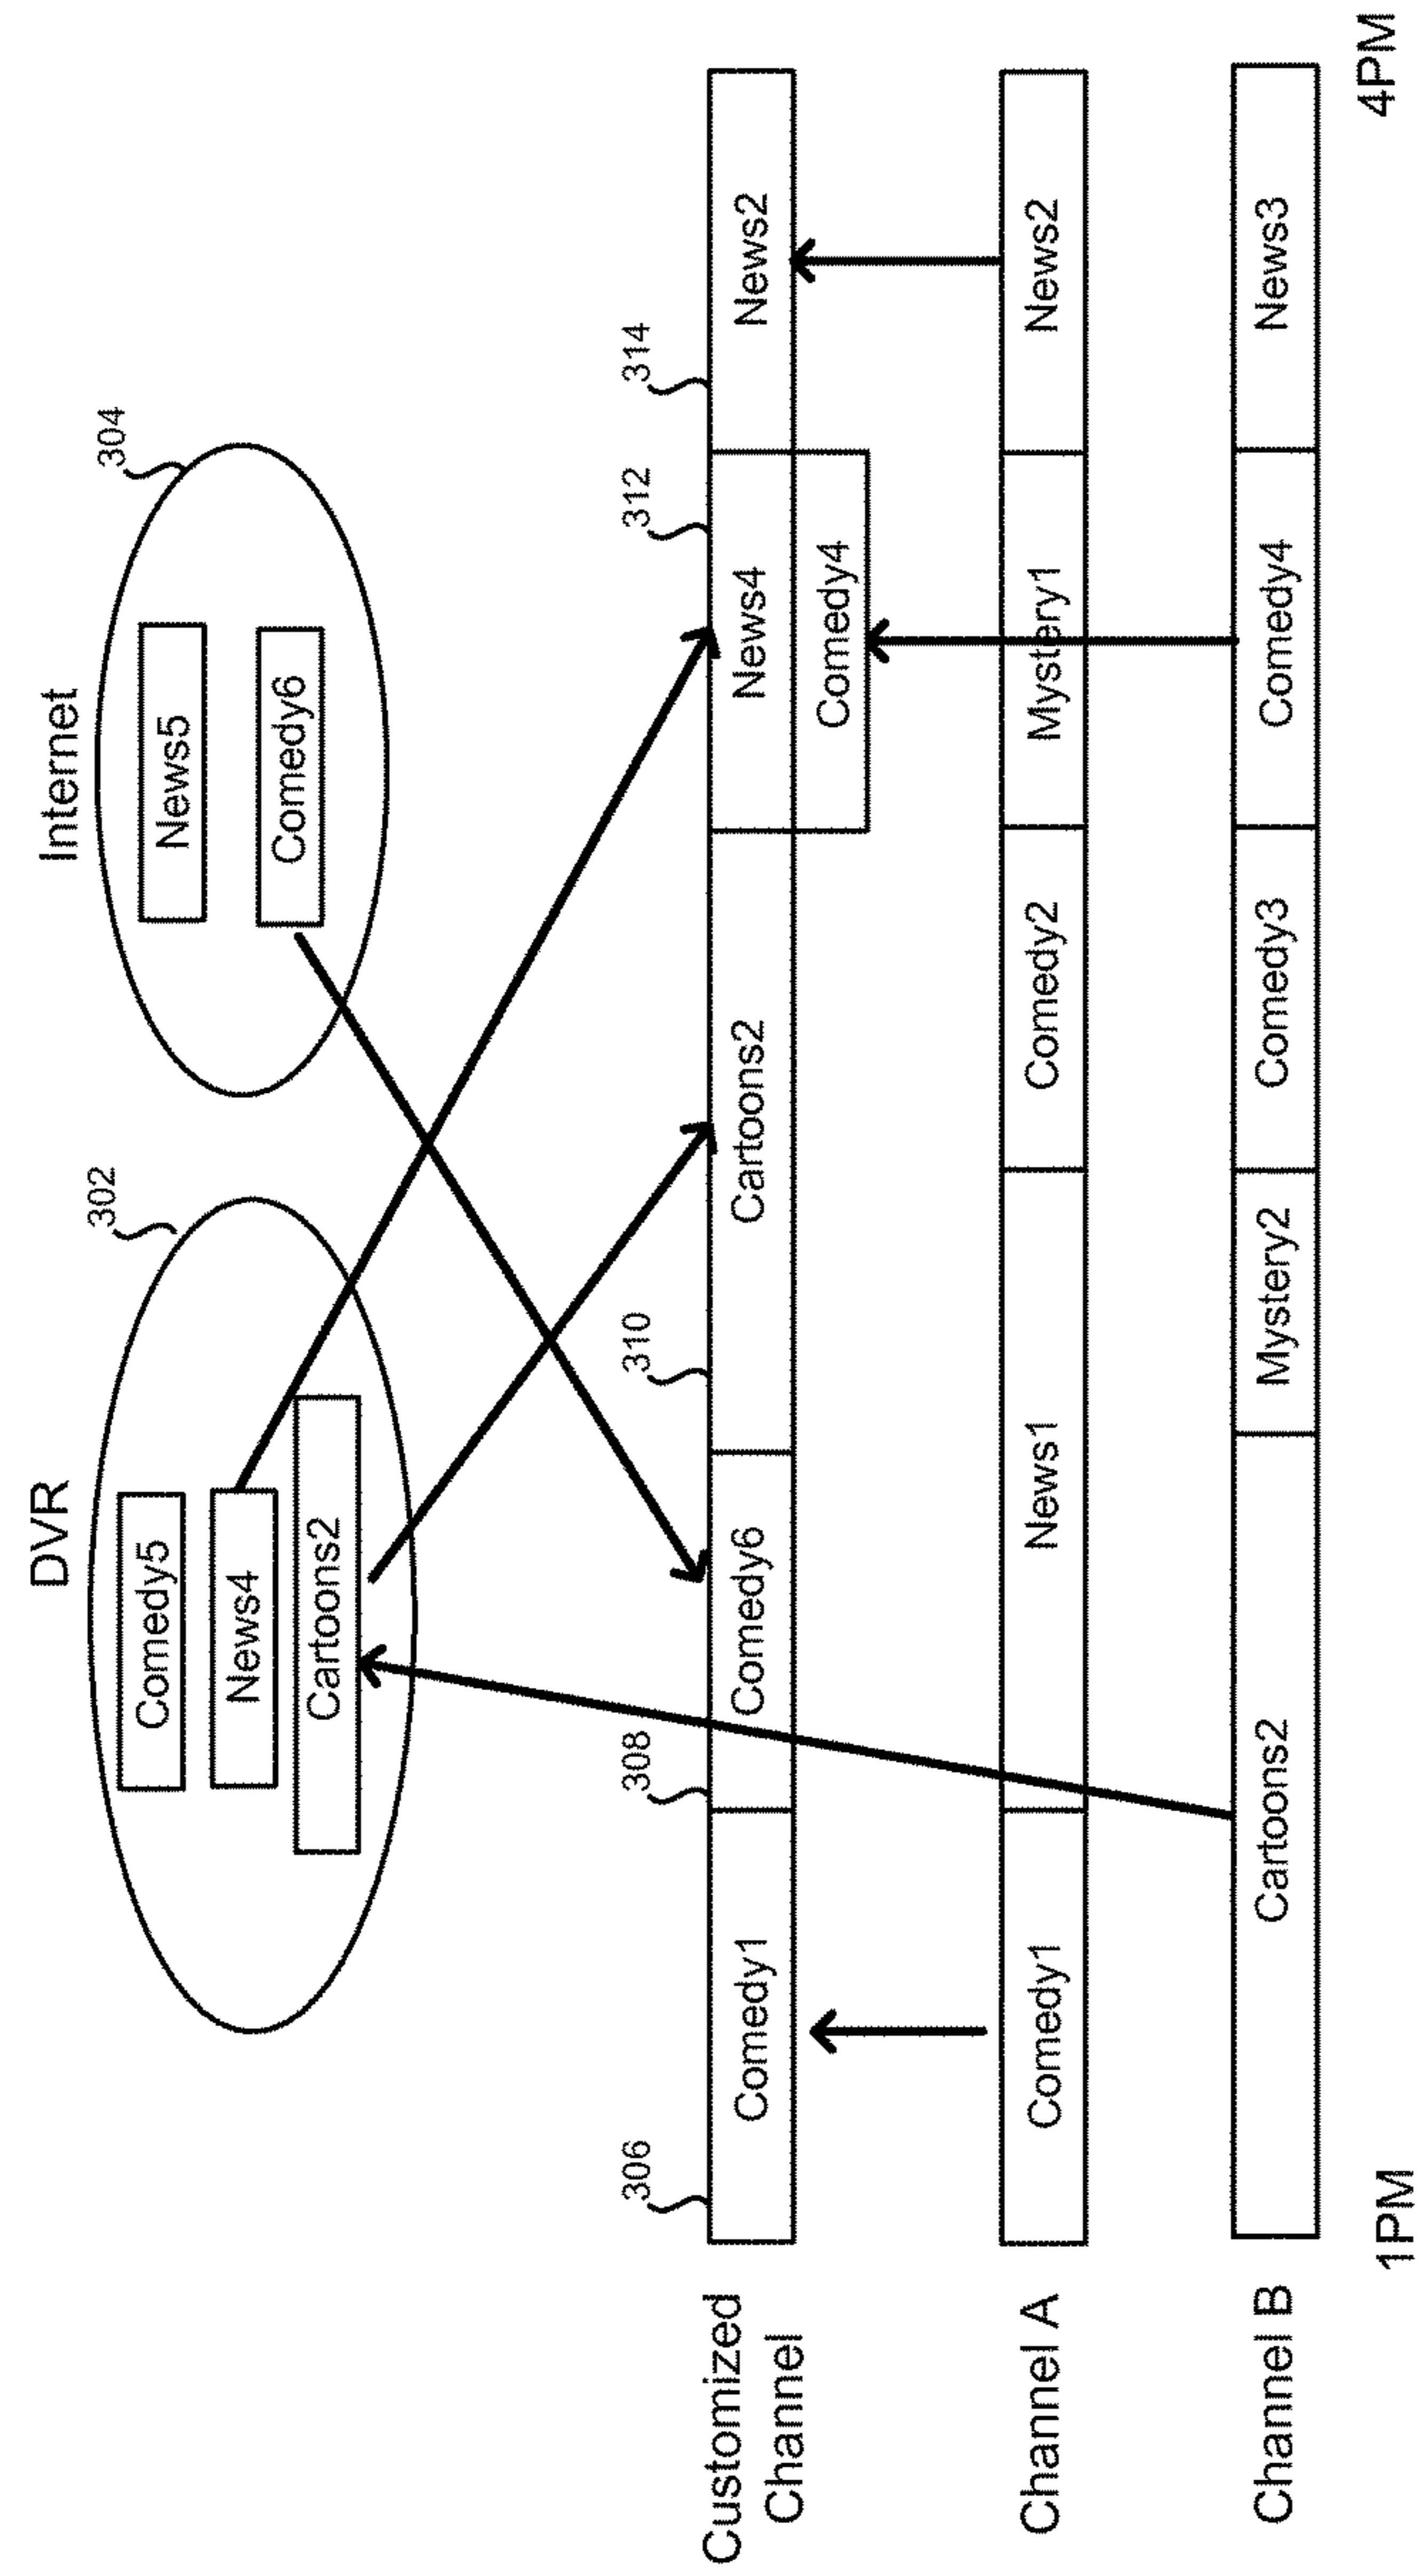 DVR
Internet
302
304
Comedy5
News4
Cartoons2
News5
Comedy6
306
308
310
312
314
Customized
Channel
Comedy1
Comedy6
Cartoons2
News4
News2
Comedy4
Channel A
Comedy1
News1
Comedy2
Mystery1
News2
Channel B
Cartoons2
Mystery2
Comedy3
Comedy4
News3
1PM
4PM